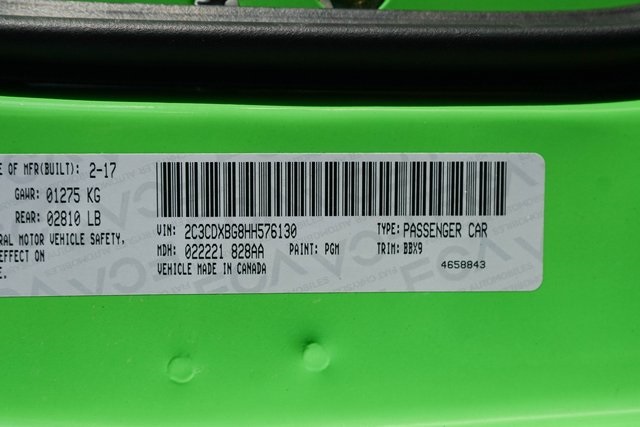 E OF MFR(BUILT): 2-17
GAWR: 01275 KG
REAR: 02810 LB
RAL MOTOR VEHICLE SAFETY,
EFFECT ON
E.
VIN: 2C3CDXBG8HH576130
TYPE: PASSENGER CAR
MDH: 022221 828AA
PAINT: PGM
TRIM: BBX9
VEHICLE MADE IN CANADA
4658843